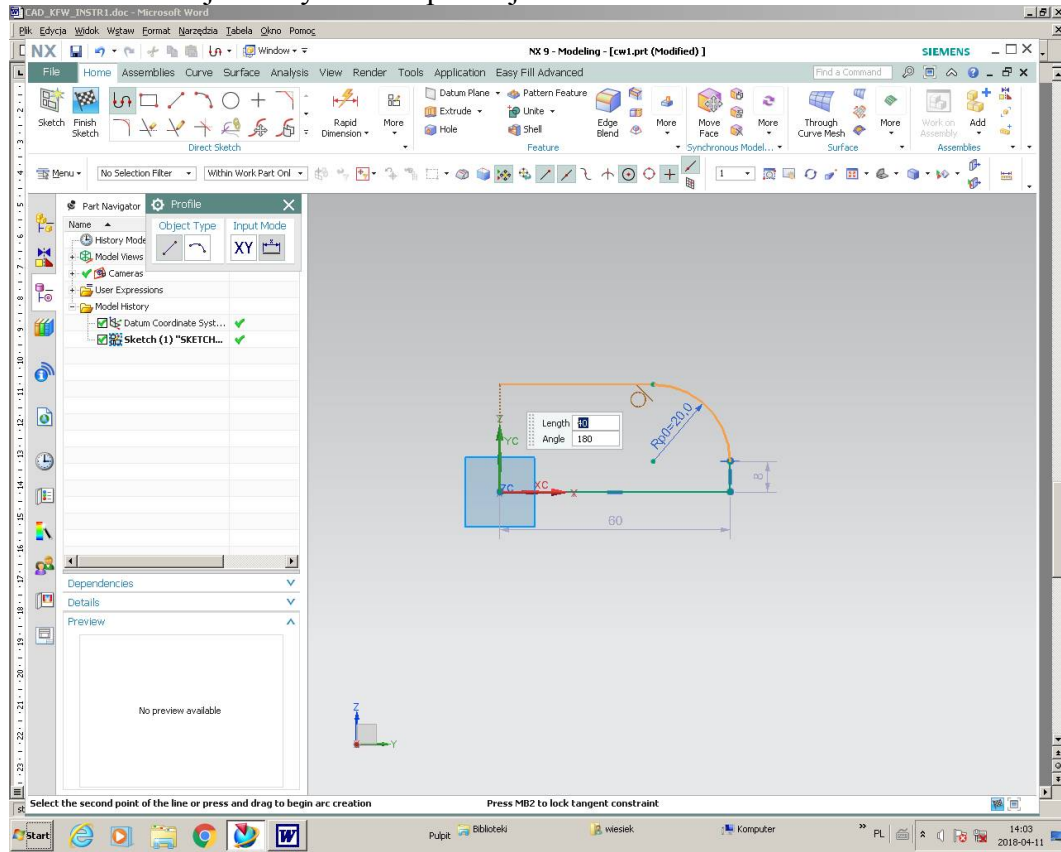 CAD_KFW_INSTR1.doc - Microsoft Word
Plik Edycja Widok Wstaw Format Narzędzia Tabela Okno Pomoc
NX Window NX 9 - Modeling - [cw1.prt (Modified) ] SIEMENS
File Home Assemblies Curve Surface Analysis View Render Tools Application Easy Fill Advanced Find a Command
Sketch Finish Sketch Rapid Dimension More Datum Plane Extrude Hole Pattern Feature Unite Shell Edge Blend More Move Face More Through Curve Mesh More Work on Assembly Add
Direct Sketch Feature Synchronous Model... Surface Assemblies
Menu No Selection Filter Within Work Part Onl 1
Part Navigator Profile
Name Object Type Input Mode
History Mode XY
Model Views
Cameras
User Expressions
Model History
Datum Coordinate Syst...
Sketch (1) "SKETCH...
Length 40
Angle 180
Rp0=20,0
Z
YC
ZC XC X
8
60
Dependencies
Details
Preview
No preview available
Z
Y
Select the second point of the line or press and drag to begin arc creation Press MB2 to lock tangent constraint
Start W Pulpit Biblioteki wiesiek Komputer PL 14:03
2018-04-11